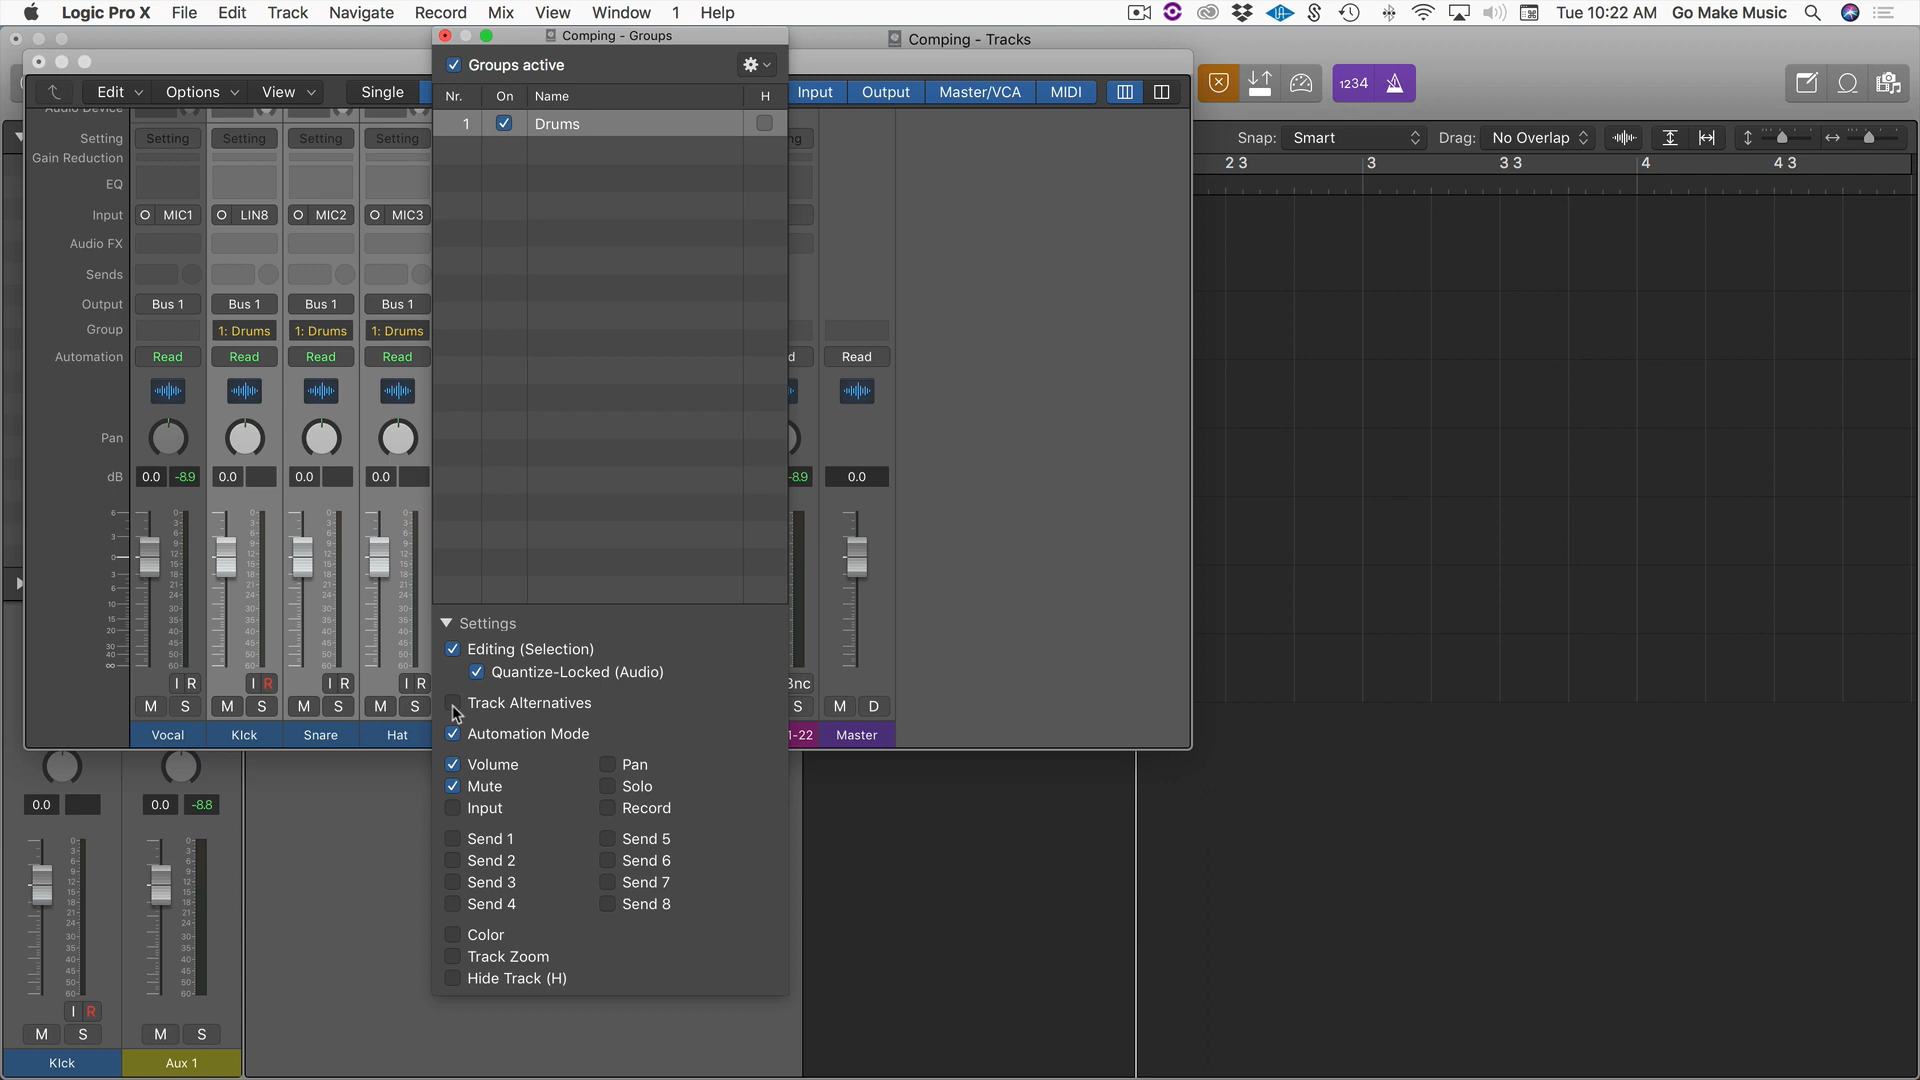 Logic Pro X File Edit Track Navigate Record Mix View Window 1 Help Tue 10:22 AM Go Make Music
Comping - Groups
Comping - Tracks
Groups active
Edit Options View Single Input Output Master/VCA MIDI
1234
Nr. On Name H
1 Drums
Snap: Smart Drag: No Overlap
2 3 3 3 3 4 4 3
Audio Device
Setting Setting Setting Setting Setting
Gain Reduction
EQ
Input MIC1 LIN8 MIC2 MIC3
Audio FX
Sends
Output Bus 1 Bus 1 Bus 1 Bus 1
Group 1: Drums 1: Drums 1: Drums
Automation Read Read Read Read Read
Pan
dB 0.0 -8.9 0.0 0.0 0.0 -8.9 0.0
Settings
Editing (Selection)
Quantize-Locked (Audio)
Track Alternatives
Automation Mode
Volume Pan
Mute Solo
Input Record
Send 1 Send 5
Send 2 Send 6
Send 3 Send 7
Send 4 Send 8
Color
Track Zoom
Hide Track (H)
I R I R I R I R Bnc
M S M S M S M S S M D
Vocal KIck Snare Hat 1-22 Master
0.0 0.0 -8.8
I R
M S M S
KIck Aux 1